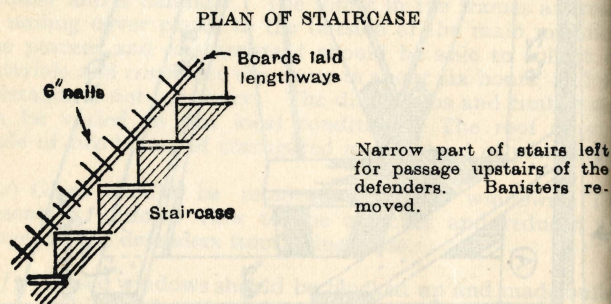 PLAN OF STAIRCASE
Boards laid
lengthways
6" nails
Narrow part of stairs left
for passage upstairs of the
defenders. Banisters re-
moved.
Staircase